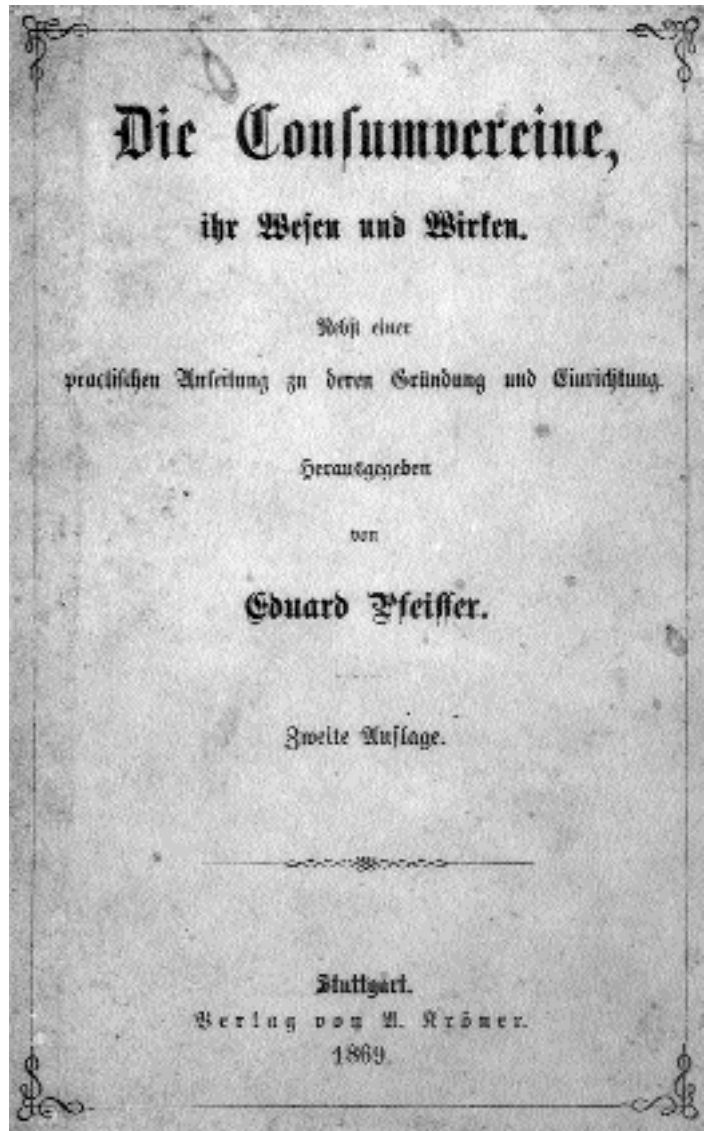 Die Consumvereine,
ihr Wesen und Wirken.
Nebst einer
practischen Anleitung zu deren Gründung und Einrichtung.
Herausgegeben
von
Eduard Pfeiffer.
Zweite Auflage.
Stuttgart.
Verlag von A. Kröner.
1869.